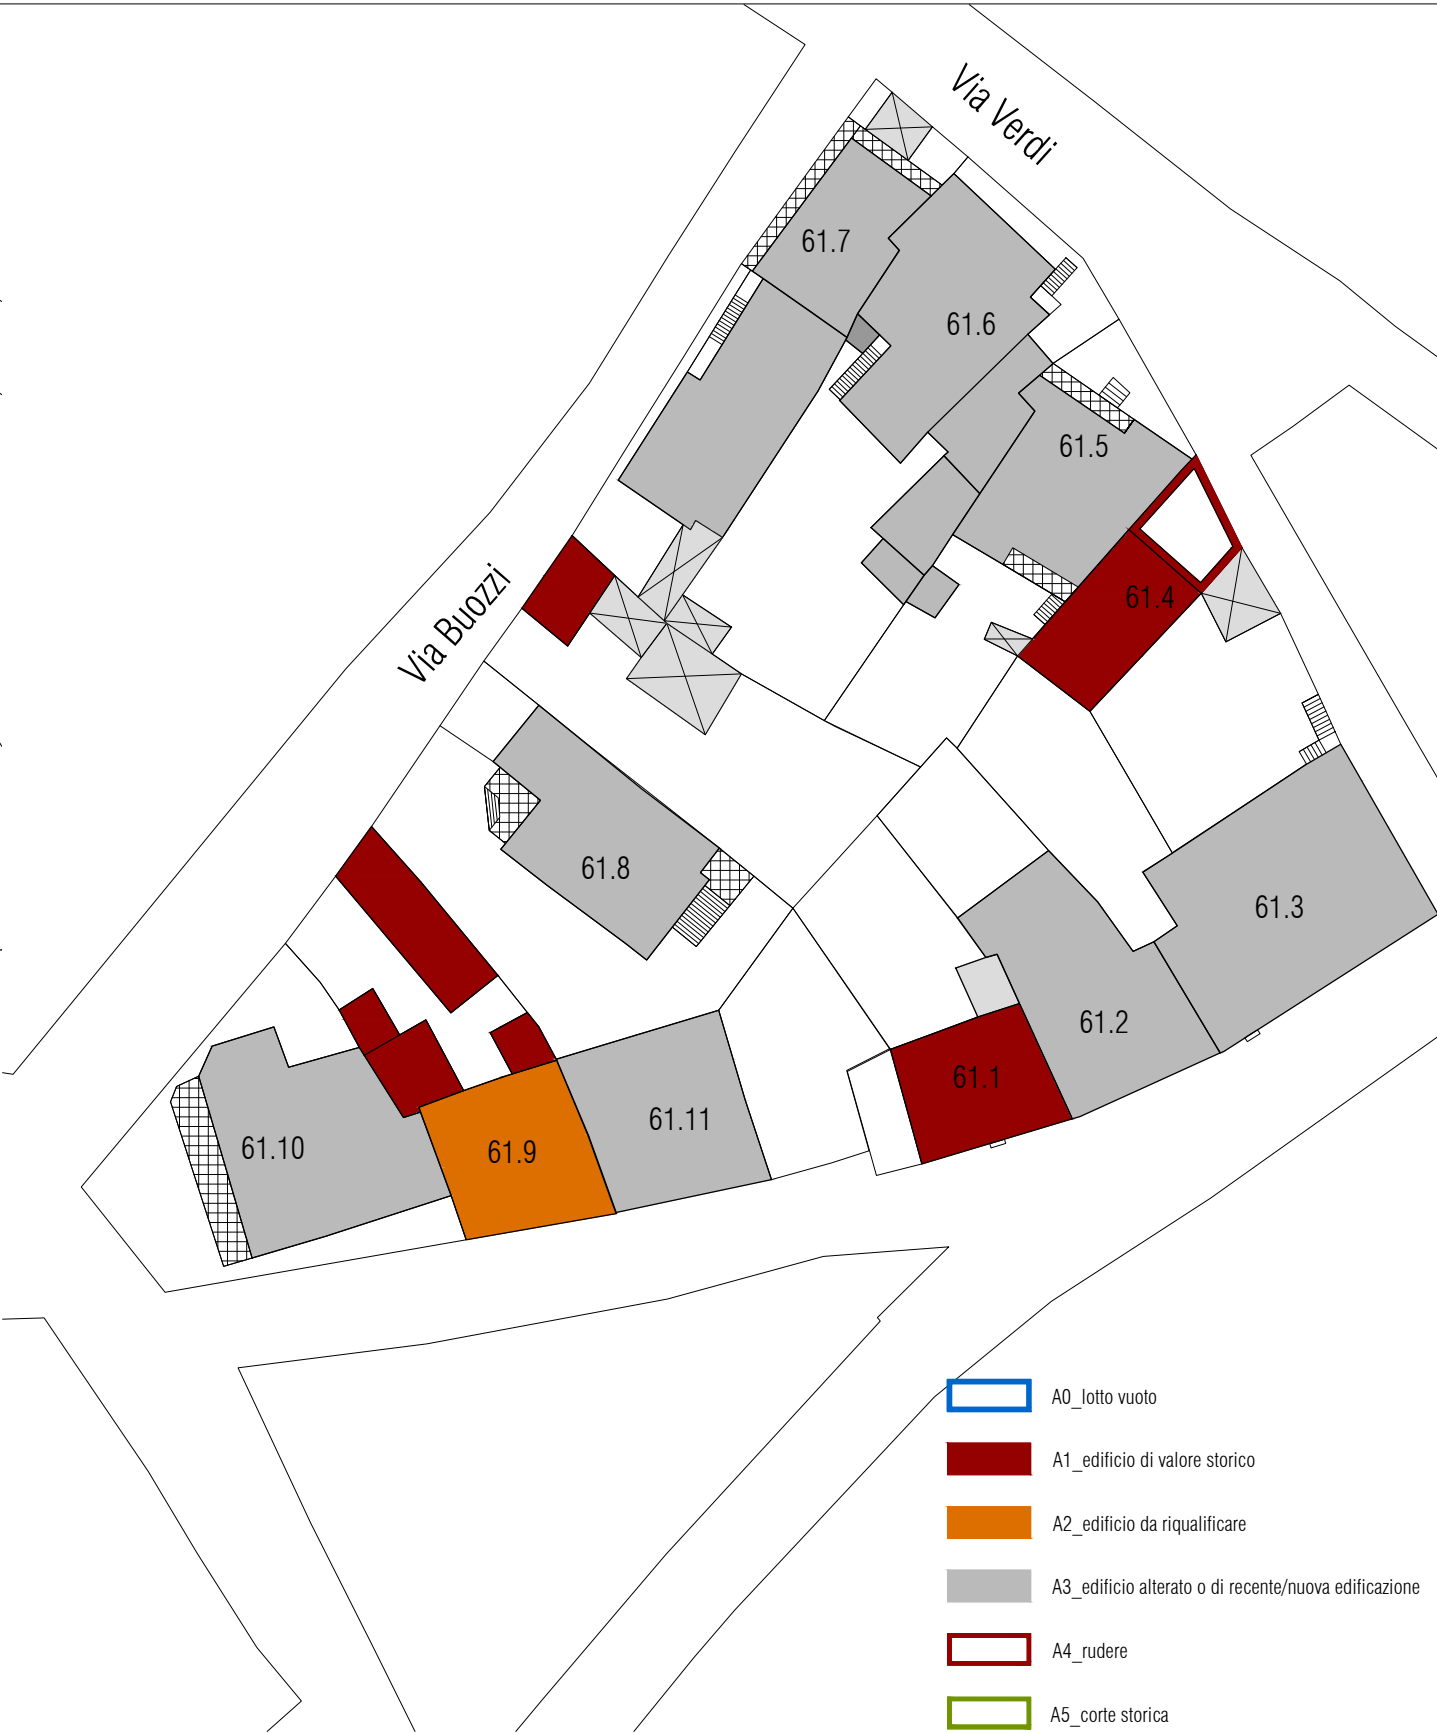 Via Verdi
61.7
61.6
61.5
61.4
Via Buozzi
61.8
61.3
61.2
61.1
61.11
61.10
61.9
A0_lotto vuoto
A1_edificio di valore storico
A2_edificio da riqualificare
A3_edificio alterato o di recente/nuova edificazione
A4_rudere
A5_corte storica